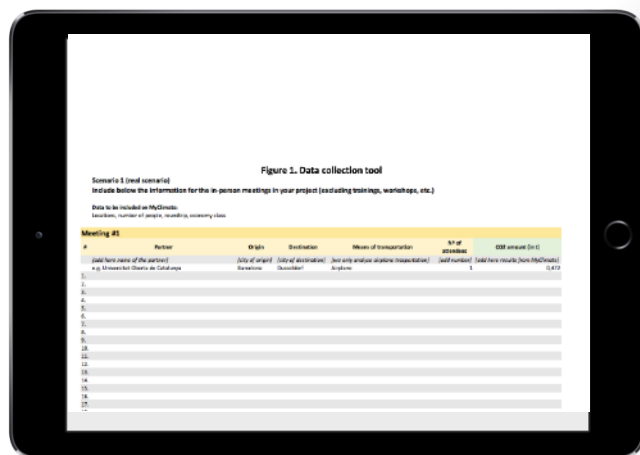 Figure 1. Data collection tool
Scenario 1 (real scenario)
Include below the information for the in-person meetings in your project (excluding trainings, workshops, etc.)
Data to be included on MyClimate:
Locations, number of people, roundtrip, economy class
Meeting #1
# Partner Origin Destination Means of transportation Nº of attendees CO2 amount (in t)
[add here name of the partner] [city of origin] [city of destination] [we only analyse airplane trasportation] [add number] [add here results from MyClimate]
e.g. Universitat Oberta de Catalunya Barcelona Dusseldorf Airplane 1 0,472
1.
2.
3.
4.
5.
6.
7.
8.
9.
10.
11.
12.
13.
14.
15.
16.
17.